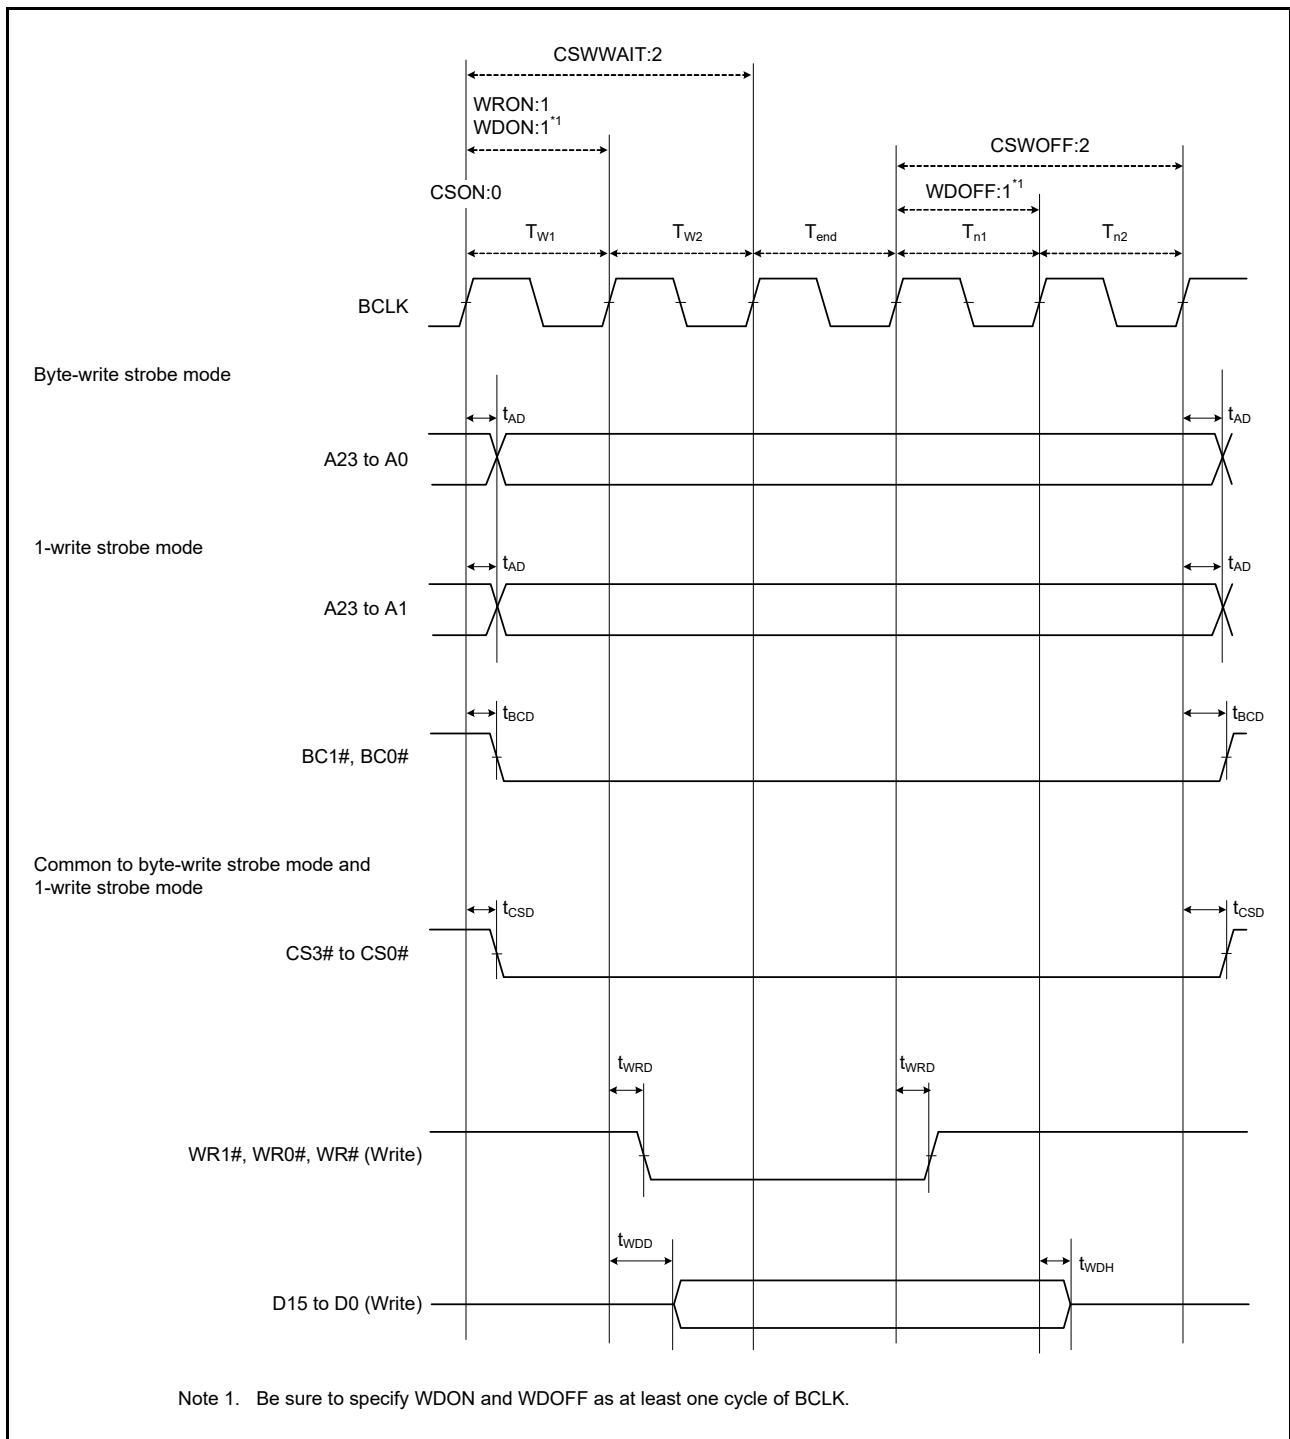 CSWWAIT:2
WRON:1
WDON:1*1
CSWOFF:2
CSON:0
WDOFF:1*1
TW1 TW2 Tend Tn1 Tn2
BCLK
Byte-write strobe mode
tAD tAD
A23 to A0
1-write strobe mode
tAD tAD
A23 to A1
tBCD tBCD
BC1#, BC0#
Common to byte-write strobe mode and
1-write strobe mode
tCSD tCSD
CS3# to CS0#
tWRD tWRD
WR1#, WR0#, WR# (Write)
tWDD tWDH
D15 to D0 (Write)
Note 1. Be sure to specify WDON and WDOFF as at least one cycle of BCLK.